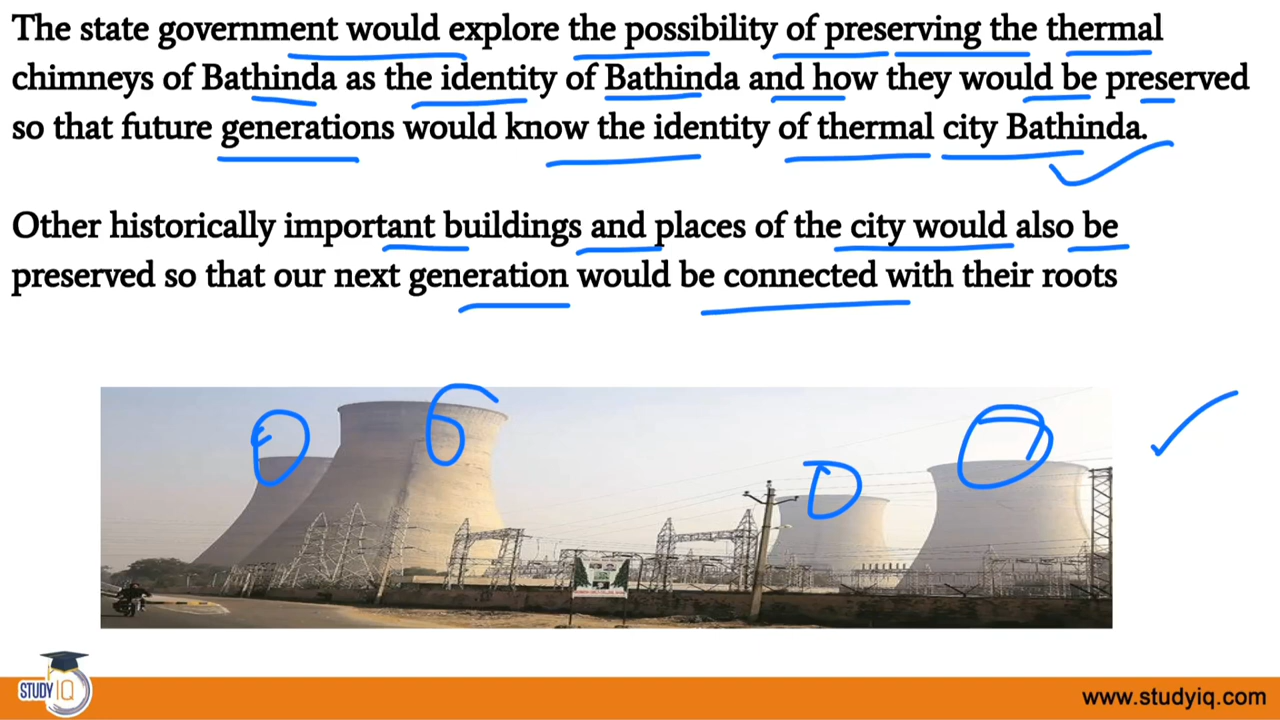 The state government would explore the possibility of preserving the thermal
chimneys of Bathinda as the identity of Bathinda and how they would be preserved
so that future generations would know the identity of thermal city Bathinda.
Other historically important buildings and places of the city would also be
preserved so that our next generation would be connected with their roots
STUDY IQ
www.studyiq.com